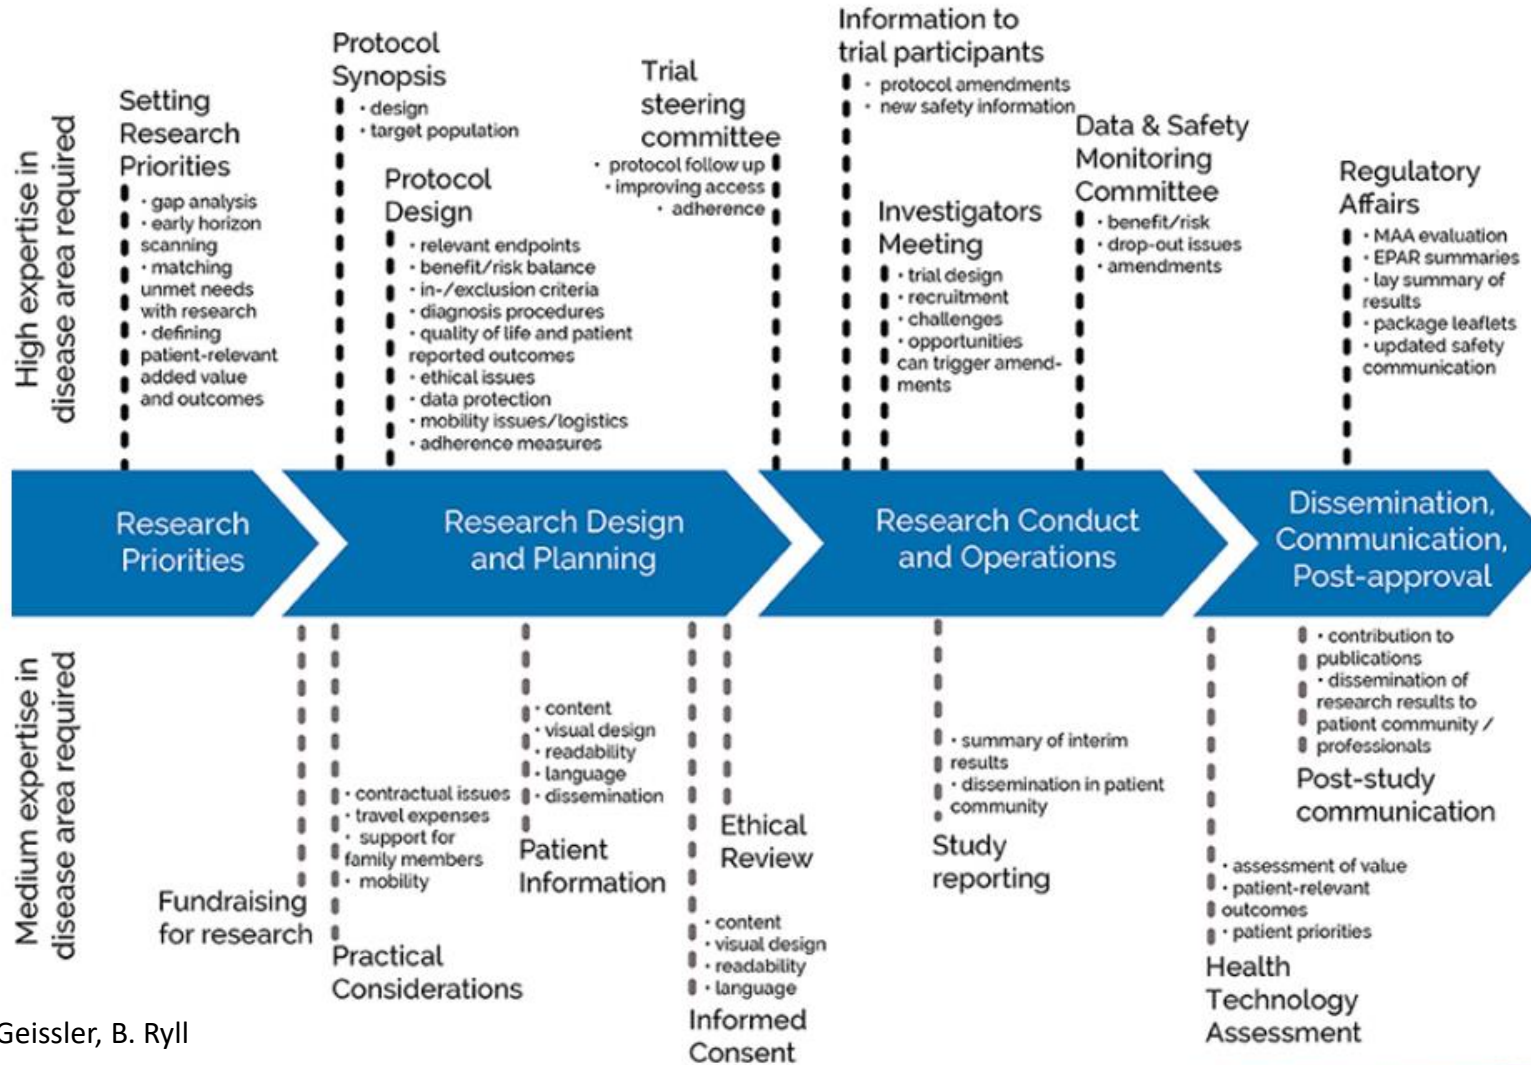 High expertise in
disease area required
Setting
Research
Priorities
· gap analysis
· early horizon
scanning
· matching
unmet needs
with research
· defining
patient-relevant
added value
and outcomes
Protocol
Synopsis
· design
· target population
Protocol
Design
· relevant endpoints
· benefit/risk balance
· in-/exclusion criteria
· diagnosis procedures
· quality of life and patient
reported outcomes
· ethical issues
· data protection
· mobility issues/logistics
· adherence measures
Trial
steering
committee
· protocol follow up
· improving access
· adherence
Information to
trial participants
· protocol amendments
· new safety information
Investigators
Meeting
· trial design
· recruitment
· challenges
· opportunities
can trigger amend-
ments
Data & Safety
Monitoring
Committee
· benefit/risk
· drop-out issues
· amendments
Regulatory
Affairs
· MAA evaluation
· EPAR summaries
· lay summary of
results
· package leaflets
· updated safety
communication
Research
Priorities
Research Design
and Planning
Research Conduct
and Operations
Dissemination,
Communication,
Post-approval
Medium expertise in
disease area required
Fundraising
for research
· contractual issues
· travel expenses
· support for
family members
· mobility
Practical
Considerations
· content
· visual design
· readability
· language
· dissemination
Patient
Information
· content
· visual design
· readability
· language
Informed
Consent
Ethical
Review
· summary of interim
results
· dissemination in patient
community
Study
reporting
· assessment of value
· patient-relevant
outcomes
· patient priorities
Health
Technology
Assessment
· contribution to
publications
· dissemination of
research results to
patient community /
professionals
Post-study
communication
Geissler, B. Ryll